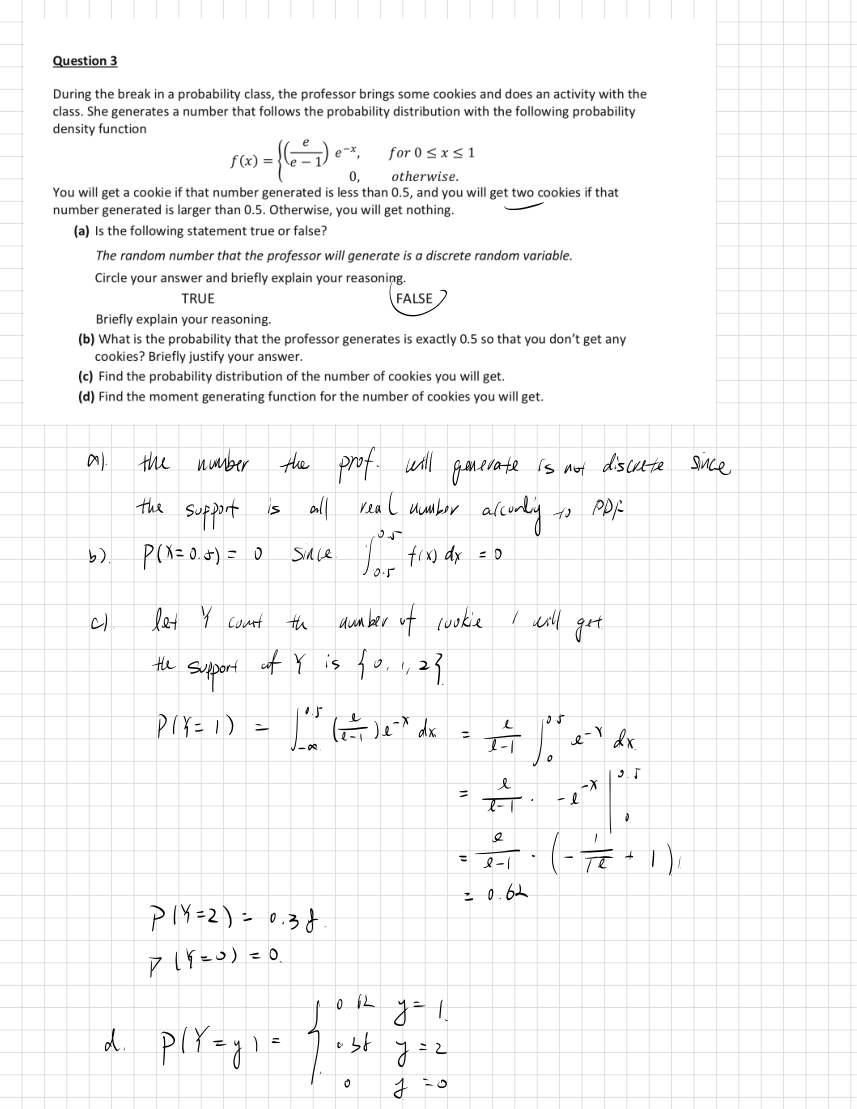 Question 3
During the break in a probability class, the professor brings some cookies and does an activity with the
class. She generates a number that follows the probability distribution with the following probability
density function
f(x) = { (e/(e − 1)) e^{−x}, for 0 ≤ x ≤ 1
0, otherwise.
You will get a cookie if that number generated is less than 0.5, and you will get two cookies if that
number generated is larger than 0.5. Otherwise, you will get nothing.
(a) Is the following statement true or false?
The random number that the professor will generate is a discrete random variable.
Circle your answer and briefly explain your reasoning.
TRUE FALSE
Briefly explain your reasoning.
(b) What is the probability that the professor generates is exactly 0.5 so that you don't get any
cookies? Briefly justify your answer.
(c) Find the probability distribution of the number of cookies you will get.
(d) Find the moment generating function for the number of cookies you will get.
a). the number the prof. will generate is not discrete since
the support is all real number according to PDF
b). P(X=0.5) = 0 since ∫_{0.5}^{0.5} f(x) dx = 0
c). let Y count the number of cookie I will get
the support of Y is {0, 1, 2}
P(Y=1) = ∫_{-∞}^{0.5} (e/(e-1)) e^{-x} dx = e/(e-1) ∫_0^{0.5} e^{-x} dx
= e/(e-1) · -e^{-x} |_0^{0.5}
= e/(e-1) · (-1/√e + 1)
= 0.62
P(Y=2) = 0.38.
P(Y=0) = 0.
d. P(Y=y) = { 0.62 y=1
0.38 y=2
0 y=0